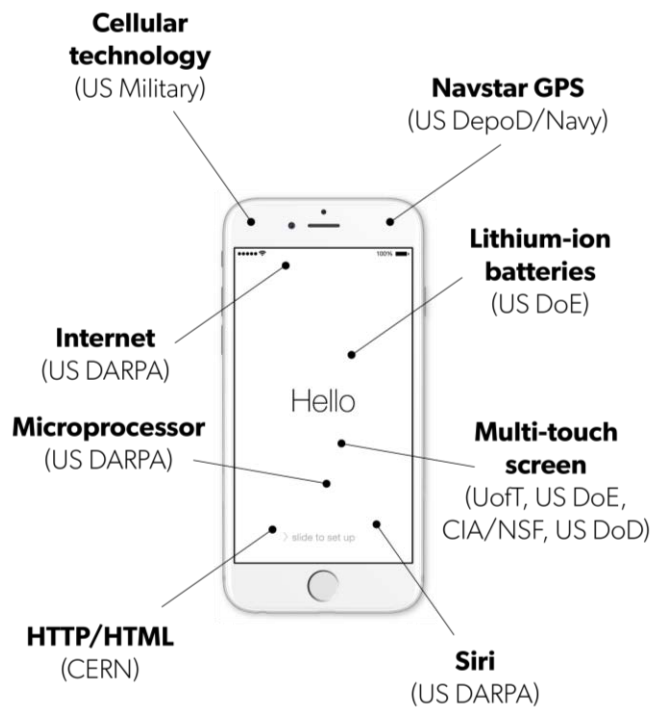 Cellular
technology
(US Military)
Navstar GPS
(US DepoD/Navy)
Lithium-ion
batteries
(US DoE)
Internet
(US DARPA)
Microprocessor
(US DARPA)
Multi-touch
screen
(UofT, US DoE,
CIA/NSF, US DoD)
HTTP/HTML
(CERN)
Siri
(US DARPA)
100%
Hello
> slide to set up